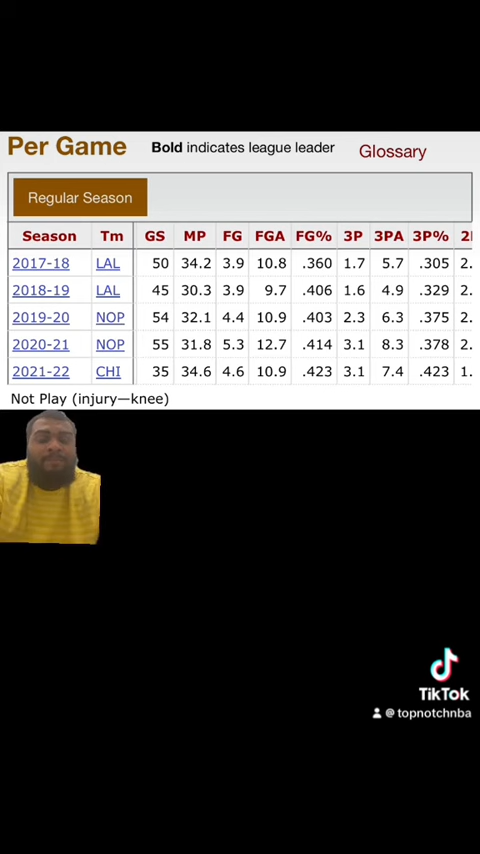 Per Game Bold indicates league leader Glossary
Regular Season
Season Tm GS MP FG FGA FG% 3P 3PA 3P%
2017-18 LAL 50 34.2 3.9 10.8 .360 1.7 5.7 .305 2.
2018-19 LAL 45 30.3 3.9 9.7 .406 1.6 4.9 .329 2.
2019-20 NOP 54 32.1 4.4 10.9 .403 2.3 6.3 .375 2.
2020-21 NOP 55 31.8 5.3 12.7 .414 3.1 8.3 .378 2.
2021-22 CHI 35 34.6 4.6 10.9 .423 3.1 7.4 .423 1.
Not Play (injury—knee)
TikTok
@ topnotchnba